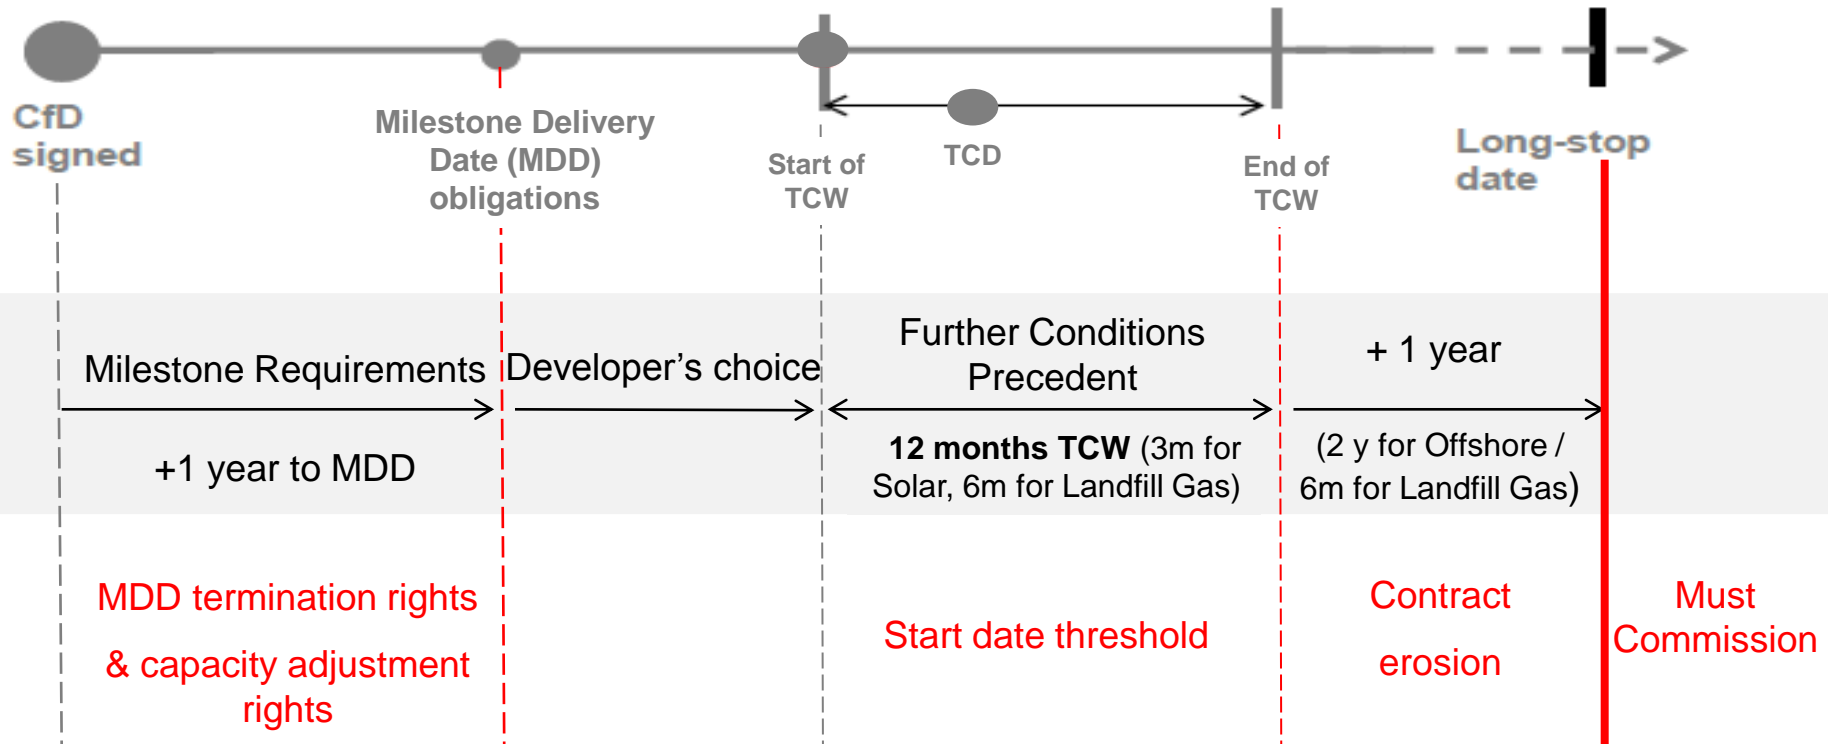 CfD
signed
Milestone Delivery
Date (MDD)
obligations
Start of
TCW
TCD
End of
TCW
Long-stop
date
Milestone Requirements
+1 year to MDD
Developer's choice
Further Conditions
Precedent
12 months TCW (3m for
Solar, 6m for Landfill Gas)
+ 1 year
(2 y for Offshore /
6m for Landfill Gas)
MDD termination rights
& capacity adjustment
rights
Start date threshold
Contract
erosion
Must
Commission